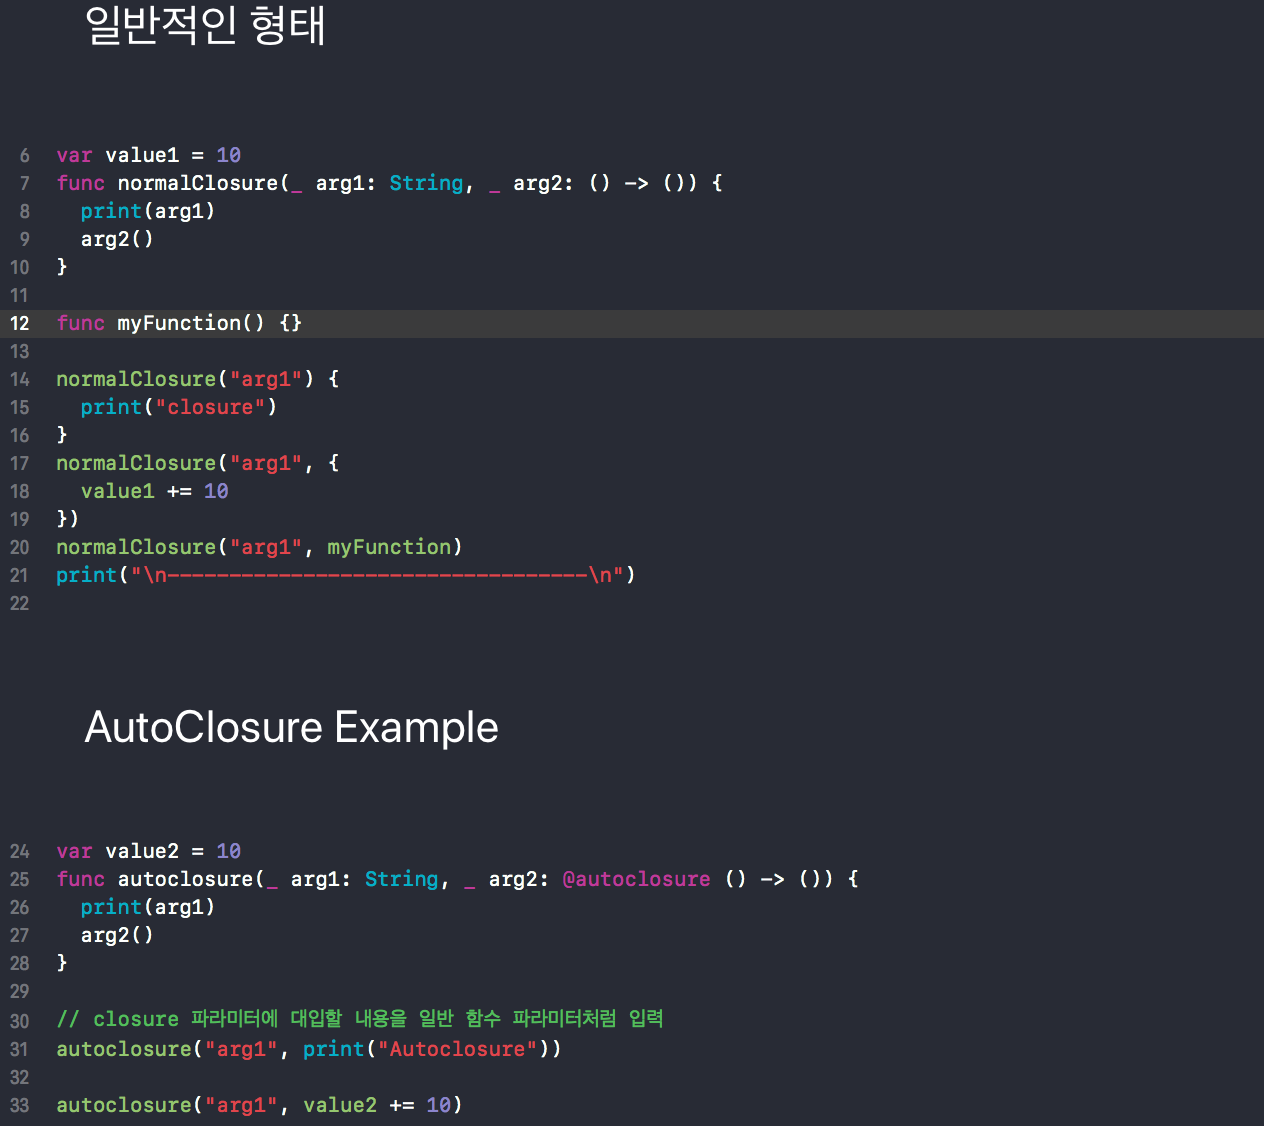 일반적인 형태
6 var value1 = 10
7 func normalClosure(_ arg1: String, _ arg2: () -> ()) {
8   print(arg1)
9   arg2()
10 }
11
12 func myFunction() {}
13
14 normalClosure("arg1") {
15   print("closure")
16 }
17 normalClosure("arg1", {
18   value1 += 10
19 })
20 normalClosure("arg1", myFunction)
21 print("\n----------------------------------\n")
22
AutoClosure Example
24 var value2 = 10
25 func autoclosure(_ arg1: String, _ arg2: @autoclosure () -> ()) {
26   print(arg1)
27   arg2()
28 }
29
30 // closure 파라미터에 대입할 내용을 일반 함수 파라미터처럼 입력
31 autoclosure("arg1", print("Autoclosure"))
32
33 autoclosure("arg1", value2 += 10)